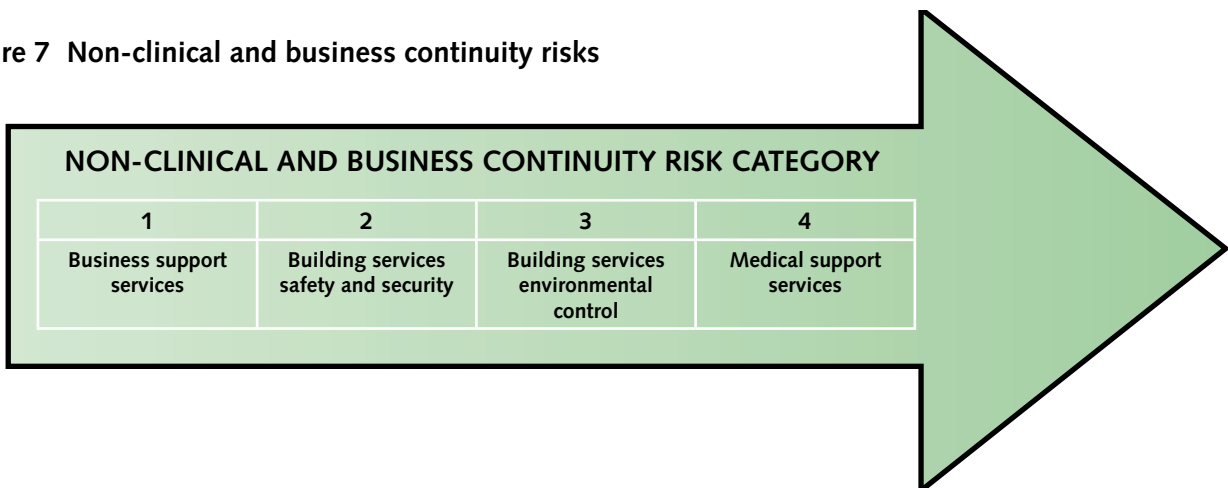 re 7 Non-clinical and business continuity risks
NON-CLINICAL AND BUSINESS CONTINUITY RISK CATEGORY
1 2 3 4
Business support services
Building services safety and security
Building services environmental control
Medical support services